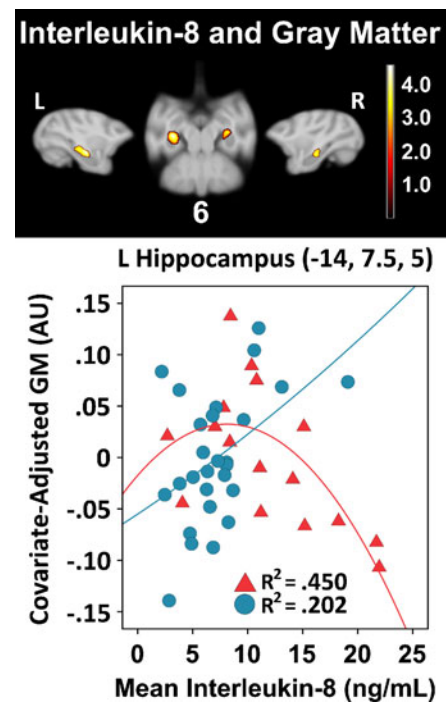 Interleukin-8 and Gray Matter
L
R
4.0
3.0
2.0
1.0
6
L Hippocampus (-14, 7.5, 5)
Covariate-Adjusted GM (AU)
.15
.10
.05
0
-.05
-.10
-.15
R² = .450
R² = .202
0 5 10 15 20 25
Mean Interleukin-8 (ng/mL)